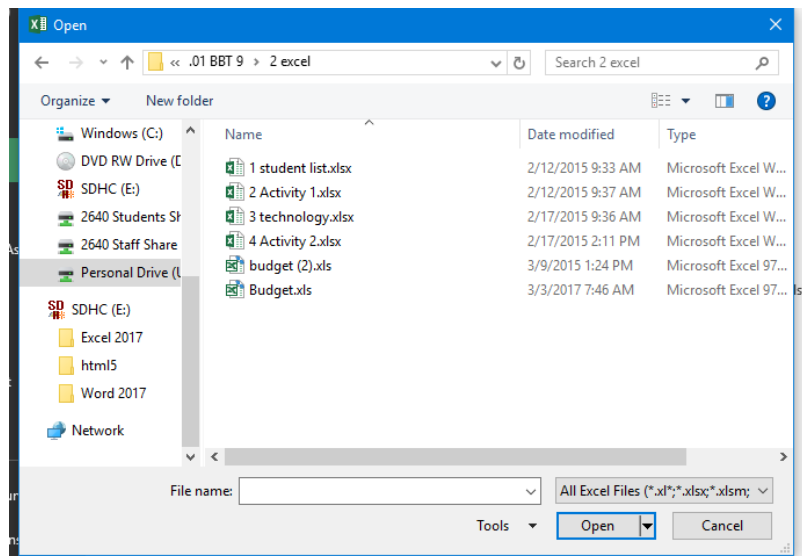 Open
« .01 BBT 9 > 2 excel
Search 2 excel
Organize
New folder
Name
Date modified
Type
Windows (C:)
DVD RW Drive (D
SDHC (E:)
2640 Students Sh
2640 Staff Share
Personal Drive (U
SDHC (E:)
Excel 2017
html5
Word 2017
Network
1 student list.xlsx 2/12/2015 9:33 AM Microsoft Excel W...
2 Activity 1.xlsx 2/12/2015 9:37 AM Microsoft Excel W...
3 technology.xlsx 2/17/2015 9:36 AM Microsoft Excel W...
4 Activity 2.xlsx 2/17/2015 2:11 PM Microsoft Excel W...
budget (2).xls 3/9/2015 1:24 PM Microsoft Excel 97...
Budget.xls 3/3/2017 7:46 AM Microsoft Excel 97...
File name:
All Excel Files (*.xl*;*.xlsx;*.xlsm;
Tools
Open
Cancel